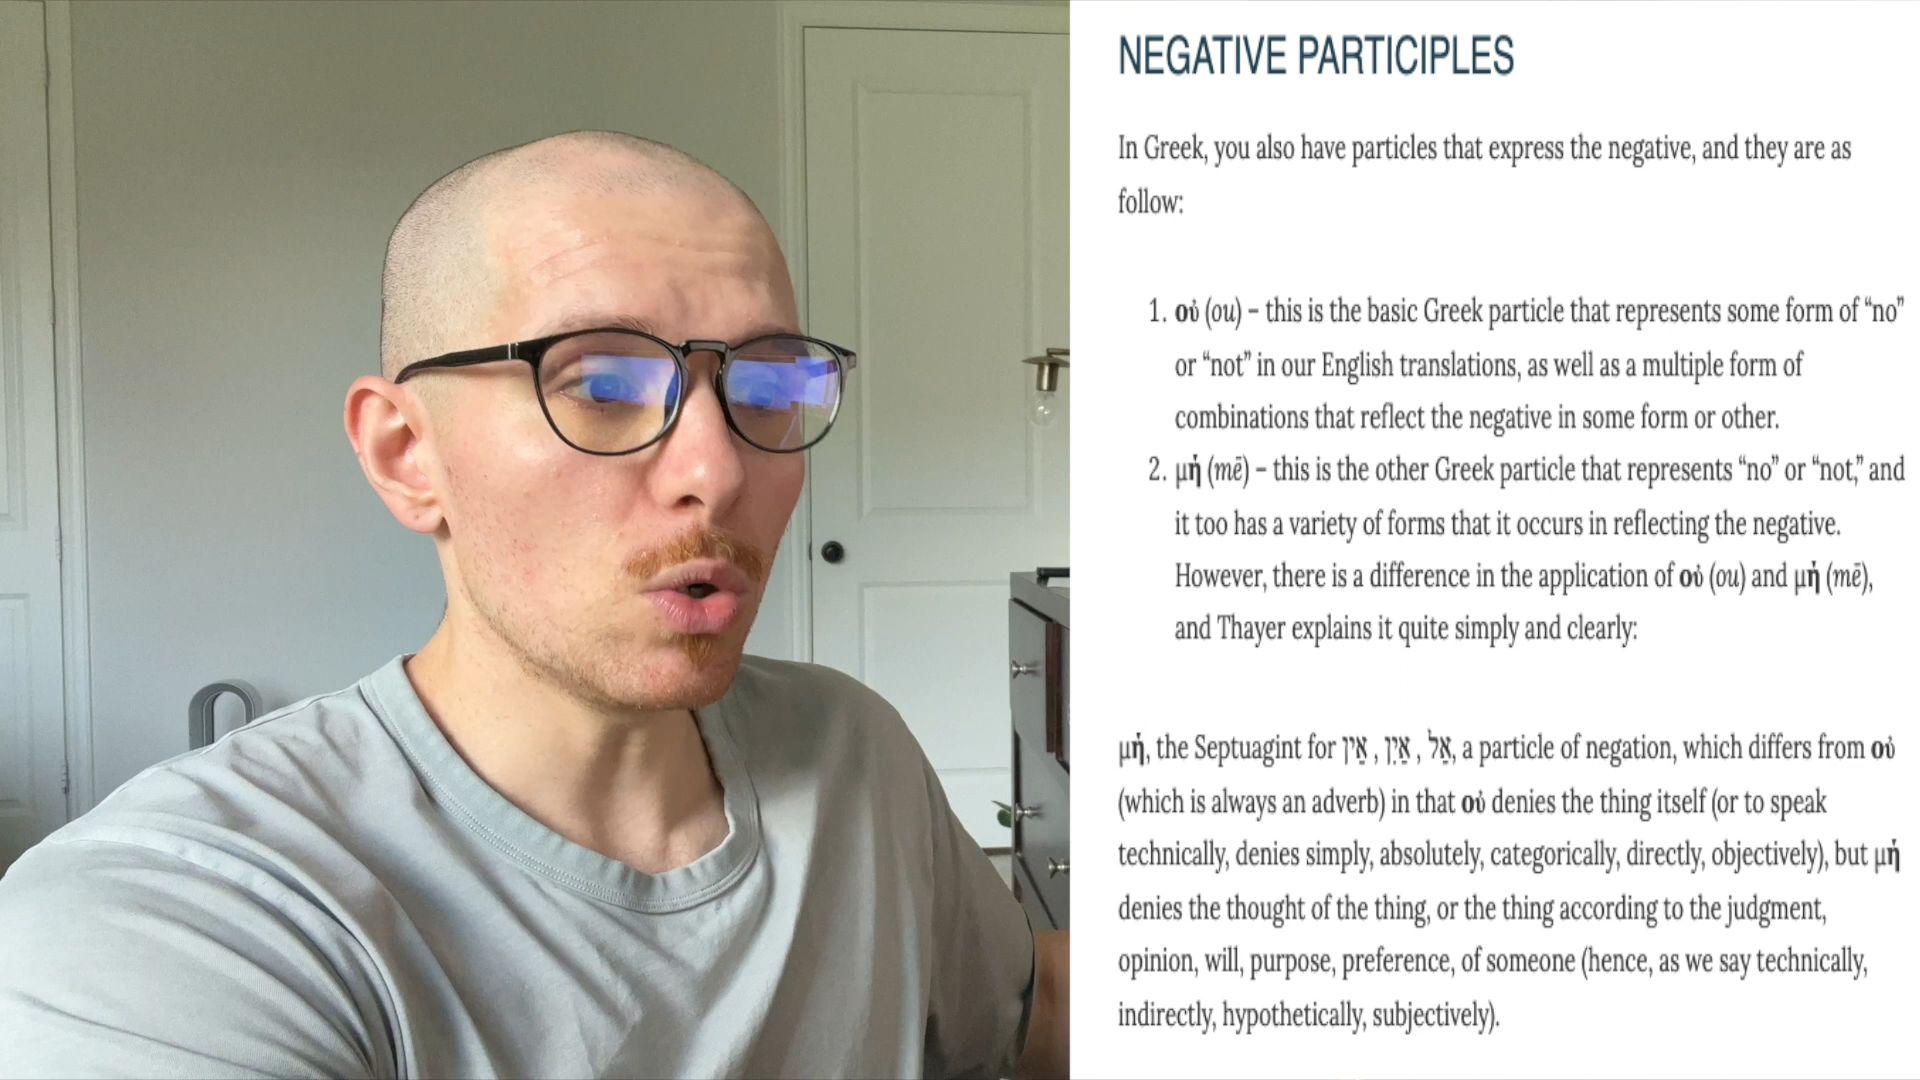 NEGATIVE PARTICIPLES
In Greek, you also have particles that express the negative, and they are as
follow:
1. οὐ (ou) – this is the basic Greek particle that represents some form of “no”
or “not” in our English translations, as well as a multiple form of
combinations that reflect the negative in some form or other.
2. μἠ (mē) – this is the other Greek particle that represents “no” or “not,” and
it too has a variety of forms that it occurs in reflecting the negative.
However, there is a difference in the application of οὐ (ou) and μἠ (mē),
and Thayer explains it quite simply and clearly:
μἠ, the Septuagint for אַל , אַיִן , אֵין, a particle of negation, which differs from οὐ
(which is always an adverb) in that οὐ denies the thing itself (or to speak
technically, denies simply, absolutely, categorically, directly, objectively), but μἠ
denies the thought of the thing, or the thing according to the judgment,
opinion, will, purpose, preference, of someone (hence, as we say technically,
indirectly, hypothetically, subjectively).